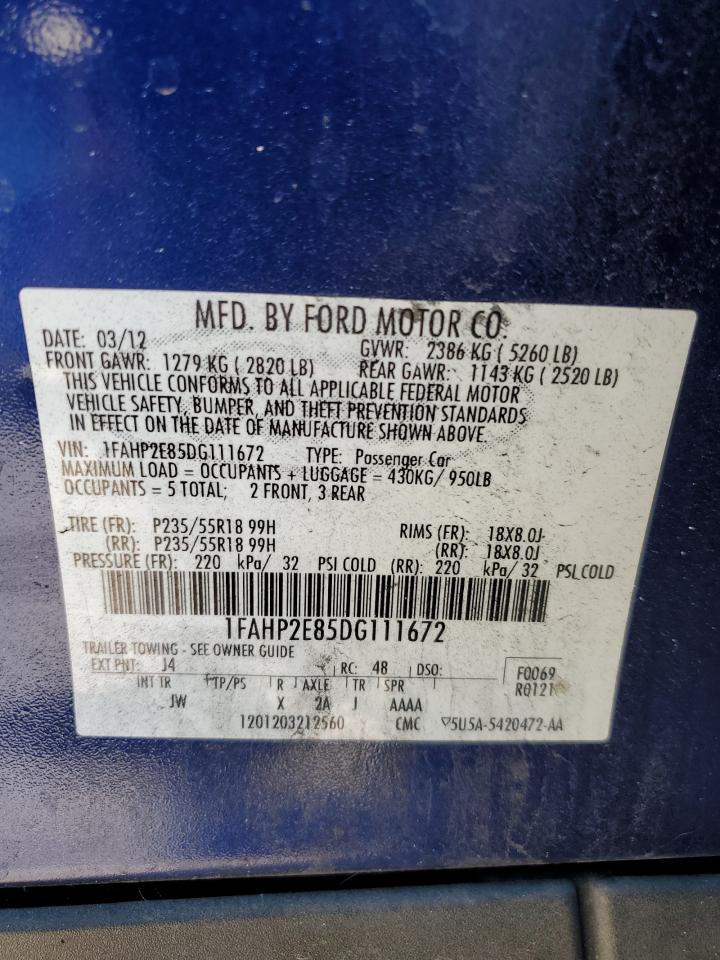 MFD. BY FORD MOTOR CO.
DATE: 03/12 GVWR: 2386 KG ( 5260 LB)
FRONT GAWR: 1279 KG ( 2820 LB) REAR GAWR: 1143 KG ( 2520 LB)
THIS VEHICLE CONFORMS TO ALL APPLICABLE FEDERAL MOTOR
VEHICLE SAFETY, BUMPER, AND THEFT PREVENTION STANDARDS
IN EFFECT ON THE DATE OF MANUFACTURE SHOWN ABOVE.
VIN: 1FAHP2E85DG111672 TYPE: Passenger Car
MAXIMUM LOAD = OCCUPANTS + LUGGAGE = 430KG/ 950LB
OCCUPANTS = 5 TOTAL; 2 FRONT, 3 REAR
TIRE (FR): P235/55R18 99H RIMS (FR): 18X8.0J
(RR): P235/55R18 99H (RR): 18X8.0J
PRESSURE (FR): 220 kPa/ 32 PSI COLD (RR): 220 kPa/ 32 PSI COLD
1FAHP2E85DG111672
TRAILER TOWING - SEE OWNER GUIDE
EXT PNT: J4 RC: 48 DSO: F0069
R0121
INT TR TP/PS R AXLE TR SPR
JW X 2A J AAAA
1201203212560 CMC ▽5U5A-5420472-AA